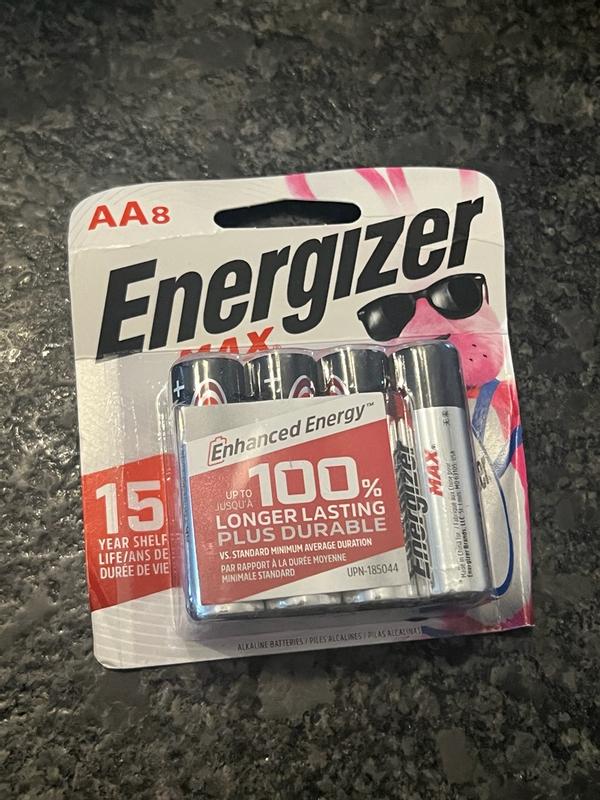 AA8
Energizer
MAX
Enhanced Energy™
UP TO
JUSQU'À
100%
LONGER LASTING
PLUS DURABLE
VS. STANDARD MINIMUM AVERAGE DURATION
PAR RAPPORT À LA DURÉE MOYENNE
MINIMALE STANDARD
UPN-185044
15
YEAR SHELF
LIFE/ANS DE
DURÉE DE VIE
Energizer
MAX
ALKALINE BATTERIES / PILES ALCALINES / PILAS ALCALINAS